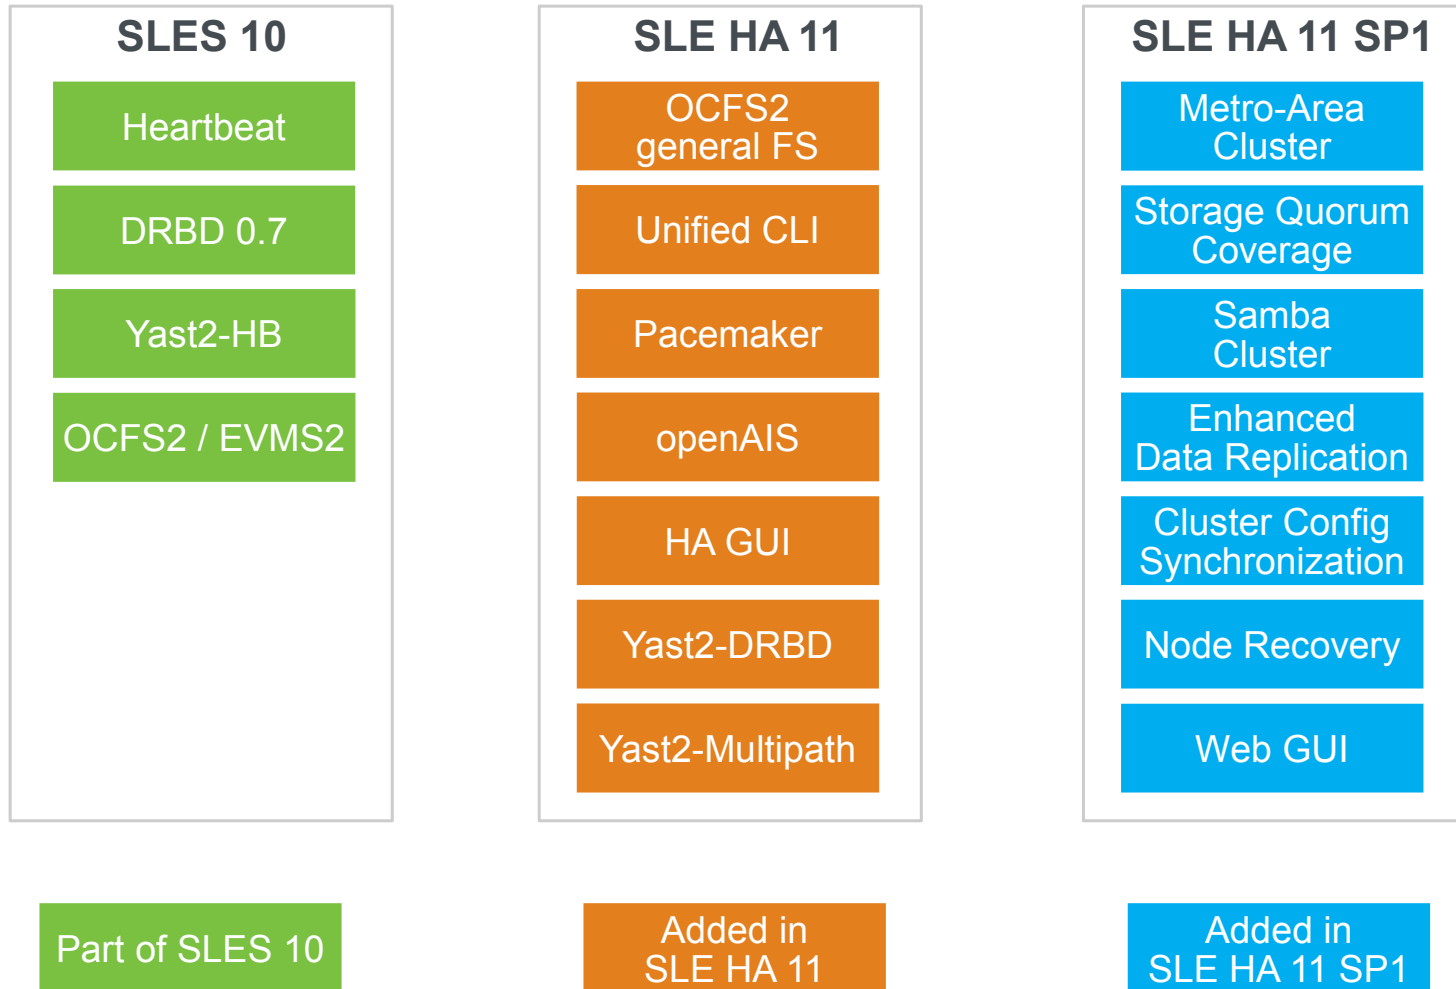 SLES 10
Heartbeat
DRBD 0.7
Yast2-HB
OCFS2 / EVMS2
SLE HA 11
OCFS2
general FS
Unified CLI
Pacemaker
openAIS
HA GUI
Yast2-DRBD
Yast2-Multipath
SLE HA 11 SP1
Metro-Area
Cluster
Storage Quorum
Coverage
Samba
Cluster
Enhanced
Data Replication
Cluster Config
Synchronization
Node Recovery
Web GUI
Part of SLES 10
Added in
SLE HA 11
Added in
SLE HA 11 SP1